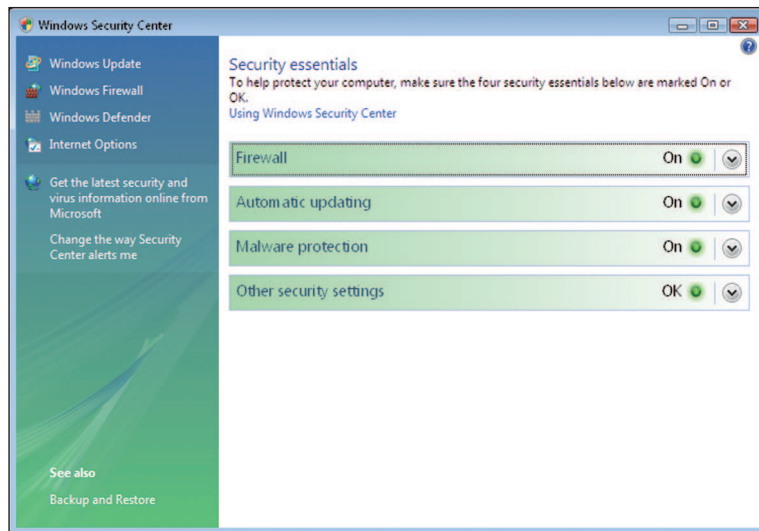 Windows Security Center
Windows Update
Windows Firewall
Windows Defender
Internet Options
Get the latest security and
virus information online from
Microsoft
Change the way Security
Center alerts me
See also
Backup and Restore
Security essentials
To help protect your computer, make sure the four security essentials below are marked On or
OK.
Using Windows Security Center
Firewall On
Automatic updating On
Malware protection On
Other security settings OK